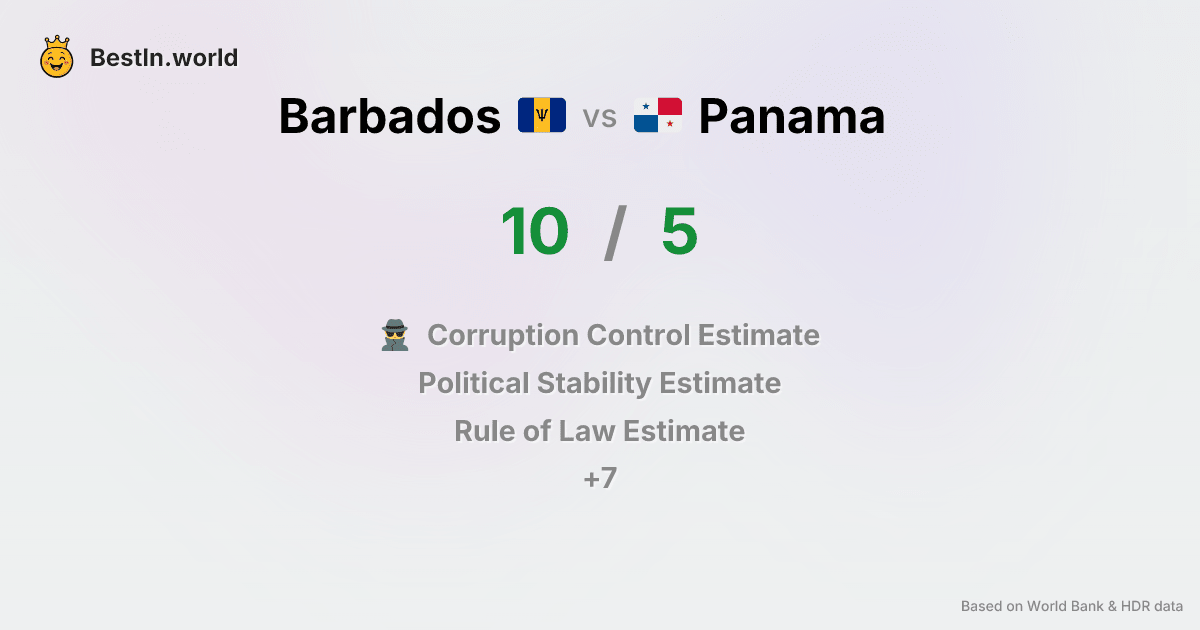 BestIn.world
Barbados vs Panama
10 / 5
Corruption Control Estimate
Political Stability Estimate
Rule of Law Estimate
+7
Based on World Bank & HDR data